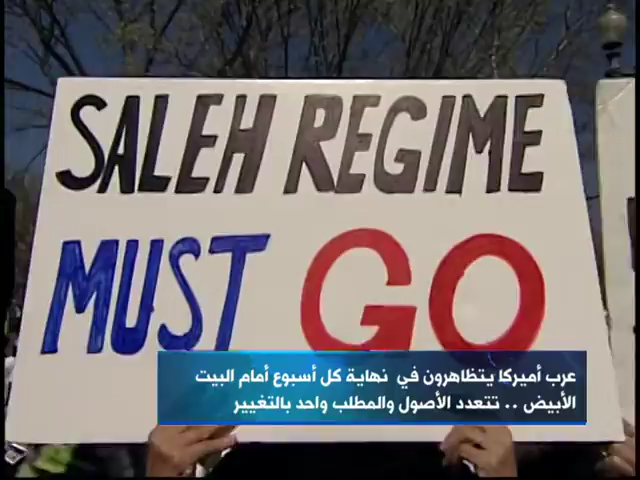 SALEH REGIME
MUST GO
عرب أميركا يتظاهرون في نهاية كل أسبوع أمام البيت
الأبيض .. تتعدد الأصول والمطلب واحد بالتغيير